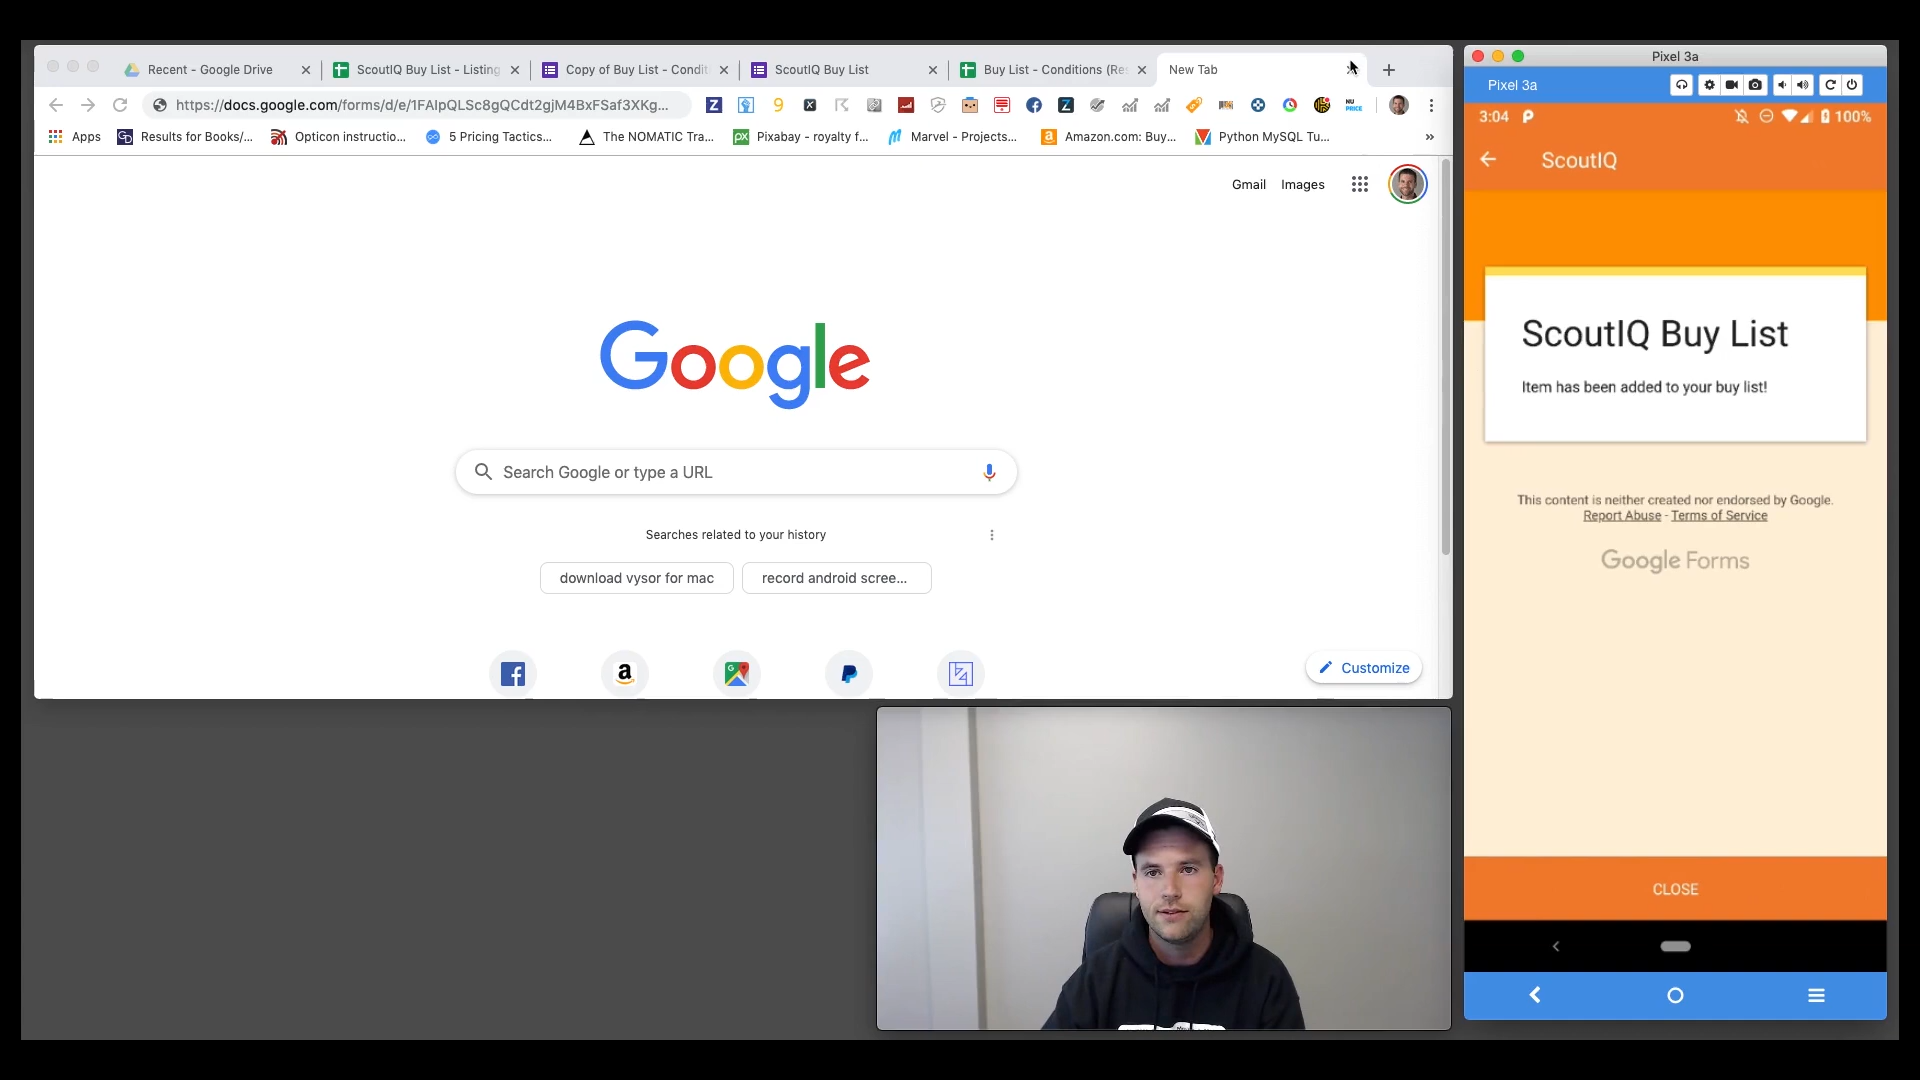 Recent - Google Drive
ScoutIQ Buy List - Listing
Copy of Buy List - Condit
ScoutIQ Buy List
Buy List - Conditions (Res
New Tab
https://docs.google.com/forms/d/e/1FAIpQLSc8gQCdt2gjM4BxFSaf3XKg...
NU PRICE
Apps
Results for Books/...
Opticon instructio...
5 Pricing Tactics...
The NOMATIC Tra...
Pixabay - royalty f...
Marvel - Projects...
Amazon.com: Buy...
Python MySQL Tu...
Gmail
Images
Google
Search Google or type a URL
Searches related to your history
download vysor for mac
record android scree...
Customize
Pixel 3a
Pixel 3a
3:04
100%
ScoutIQ
ScoutIQ Buy List
Item has been added to your buy list!
This content is neither created nor endorsed by Google.
Report Abuse - Terms of Service
Google Forms
CLOSE